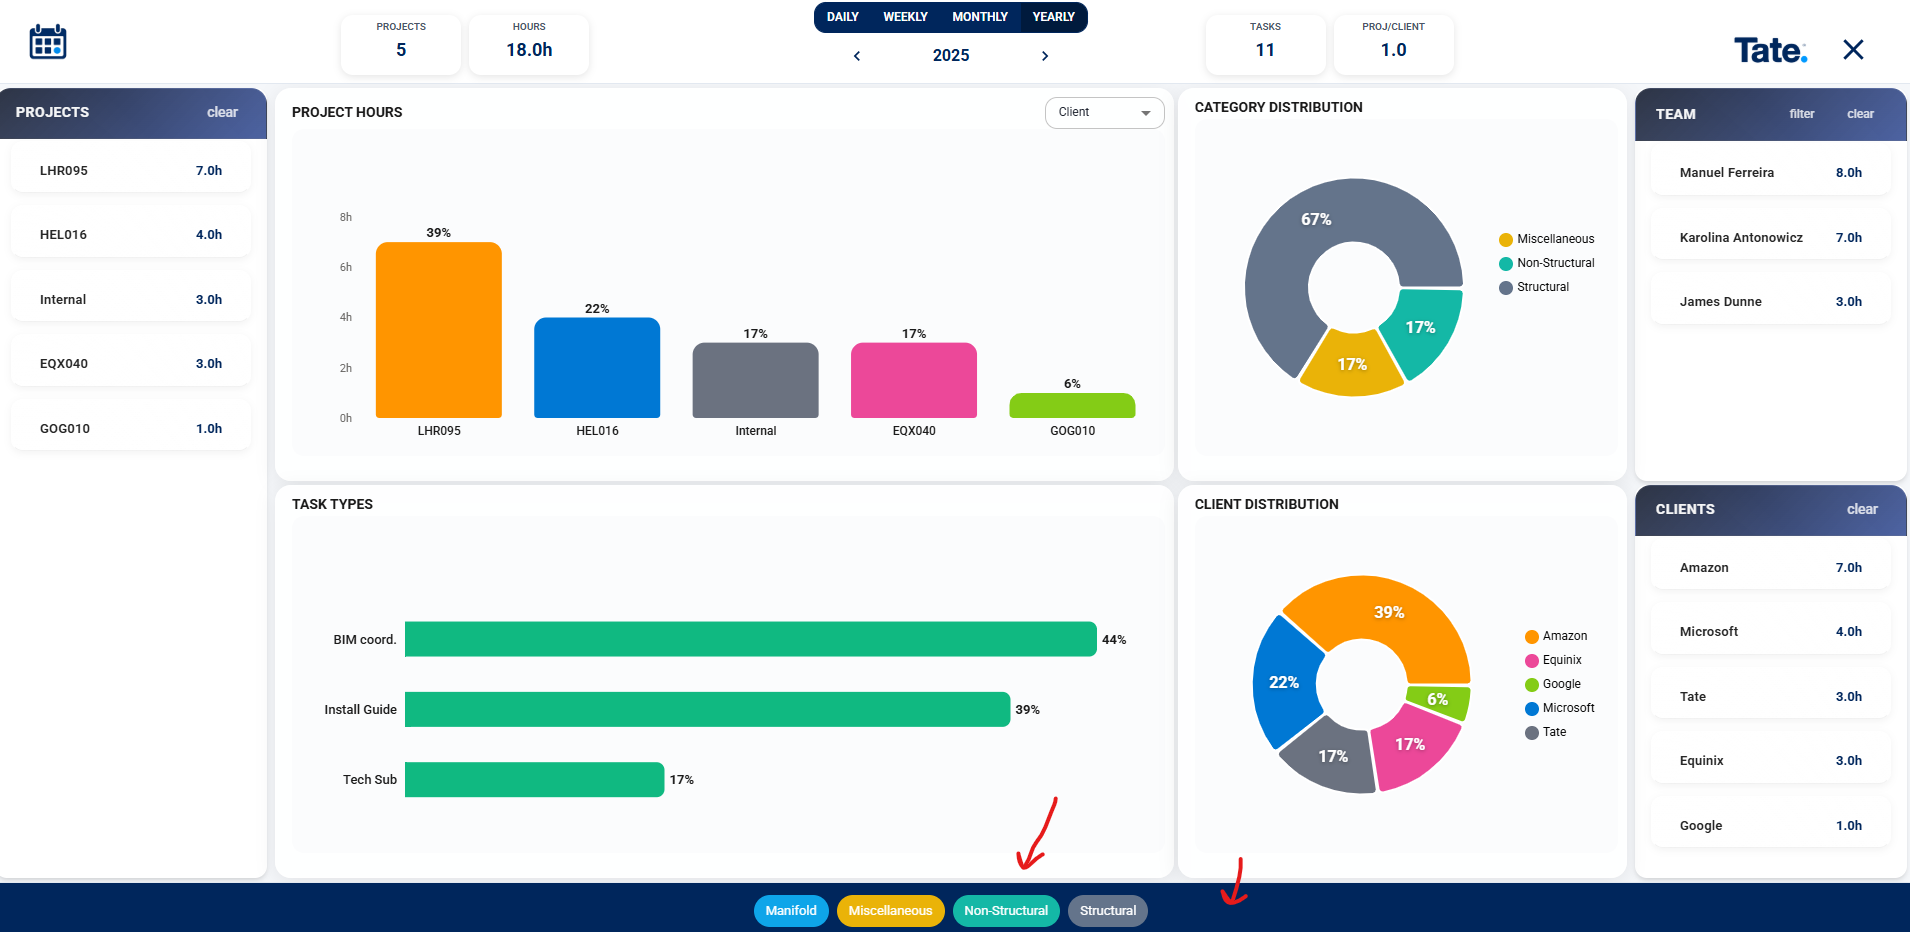 PROJECTS
5
HOURS
18.0h
DAILY WEEKLY MONTHLY YEARLY
2025
TASKS
11
PROJ/CLIENT
1.0
Tate.
PROJECTS clear
LHR095 7.0h
HEL016 4.0h
Internal 3.0h
EQX040 3.0h
GOG010 1.0h
PROJECT HOURS
Client
8h
6h
4h
2h
0h
39%
22%
17%
17%
6%
LHR095 HEL016 Internal EQX040 GOG010
CATEGORY DISTRIBUTION
67%
17%
17%
Miscellaneous
Non-Structural
Structural
TEAM filter clear
Manuel Ferreira 8.0h
Karolina Antonowicz 7.0h
James Dunne 3.0h
TASK TYPES
BIM coord. 44%
Install Guide 39%
Tech Sub 17%
CLIENT DISTRIBUTION
39%
22%
6%
17%
17%
Amazon
Equinix
Google
Microsoft
Tate
CLIENTS clear
Amazon 7.0h
Microsoft 4.0h
Tate 3.0h
Equinix 3.0h
Google 1.0h
Manifold Miscellaneous Non-Structural Structural